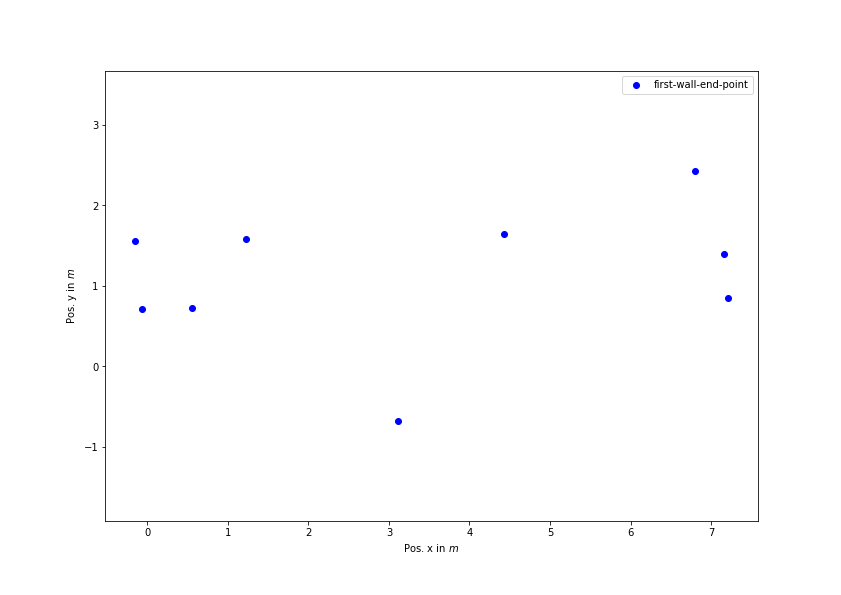 first-wall-end-point
3
2
1
0
−1
Pos. y in m
0 1 2 3 4 5 6 7
Pos. x in m